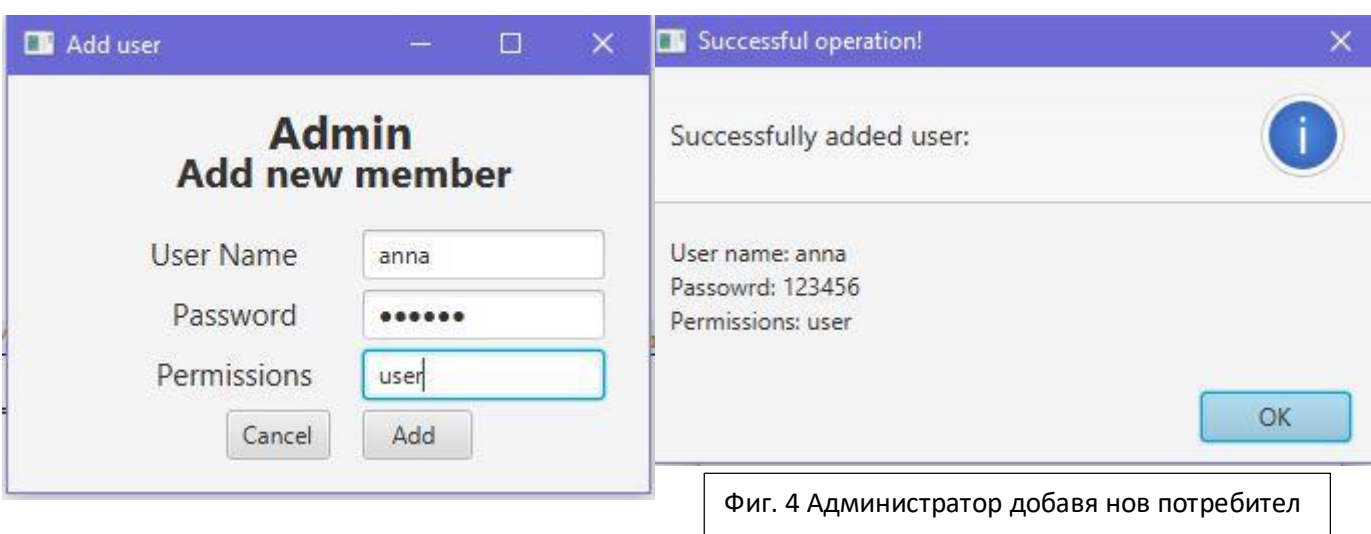 Add user
Admin
Add new member
User Name
anna
Password
••••••
Permissions
user
Cancel
Add
Successful operation!
Successfully added user:
User name: anna
Passowrd: 123456
Permissions: user
OK
Фиг. 4 Администратор добавя нов потребител